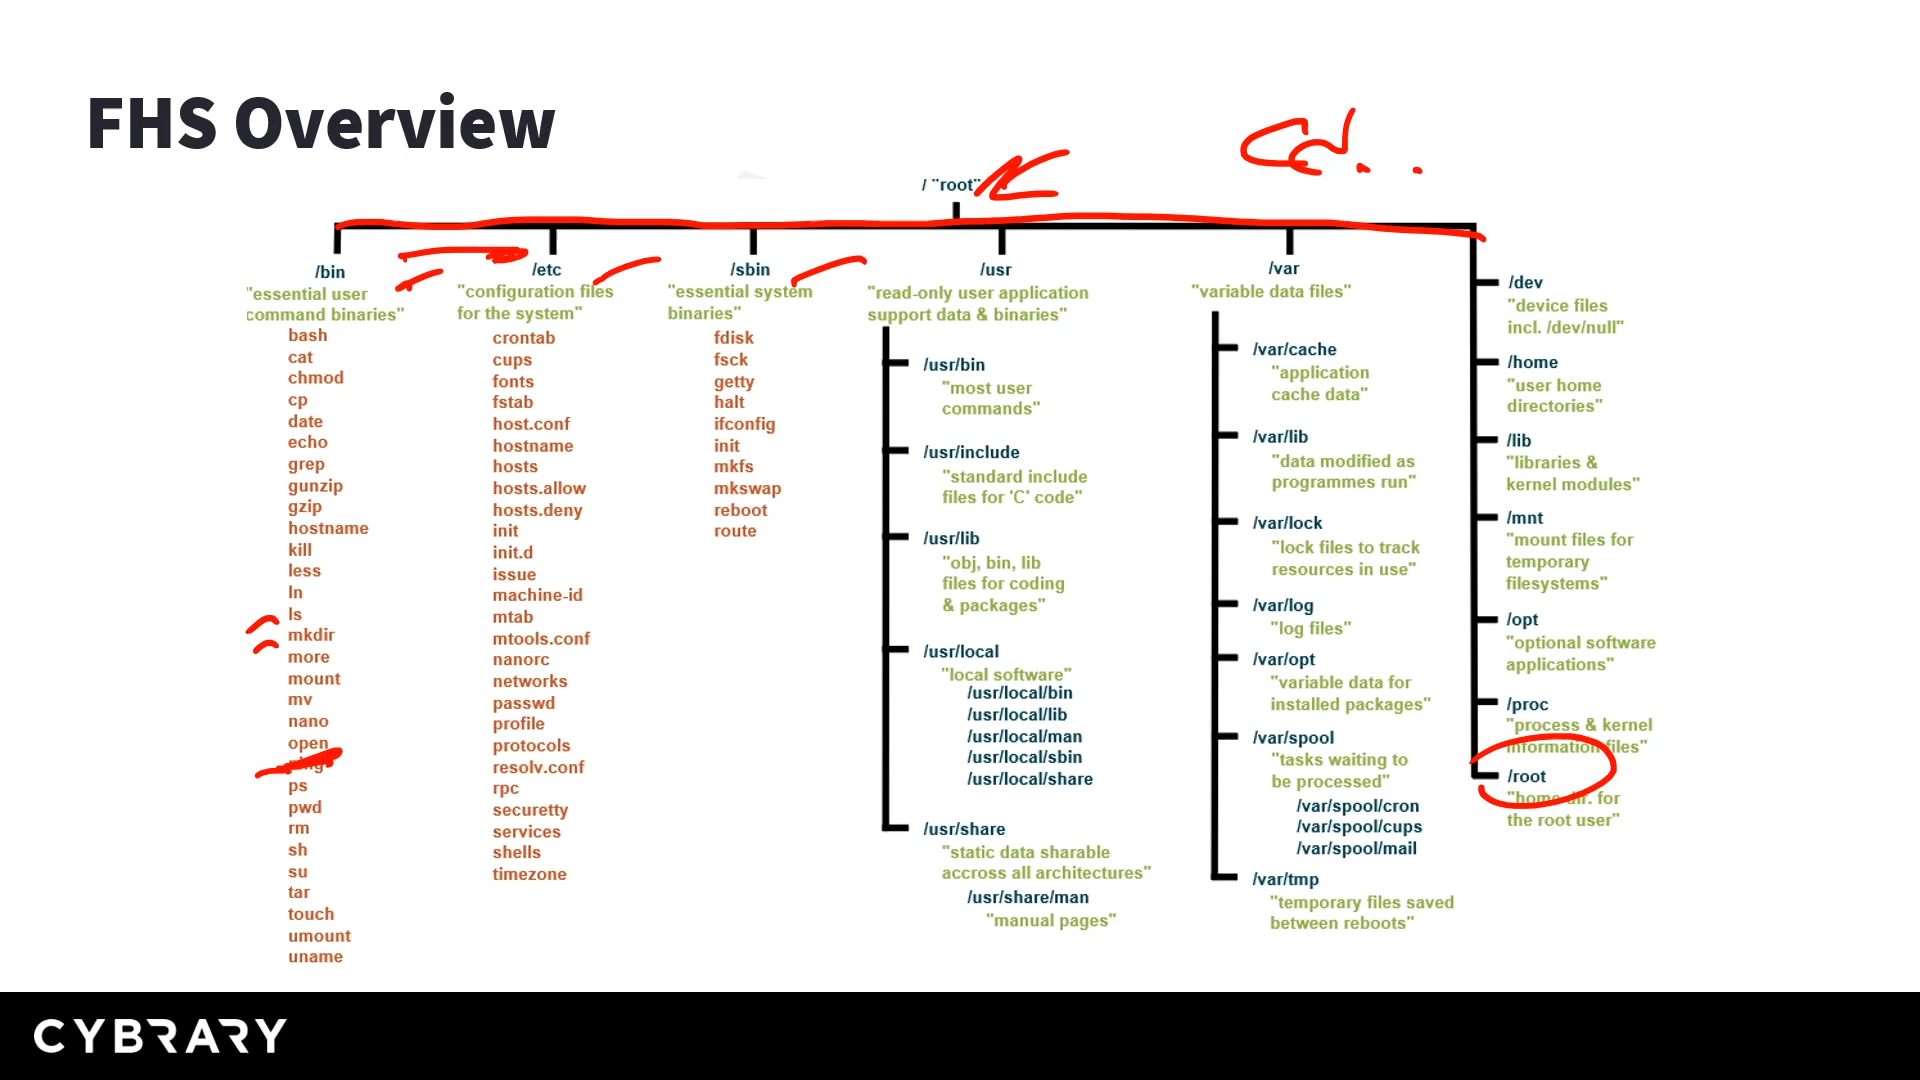 FHS Overview
cd . .
/ "root"
/bin
"essential user
command binaries"
bash
cat
chmod
cp
date
echo
grep
gunzip
gzip
hostname
kill
less
ln
ls
mkdir
more
mount
mv
nano
open
ping
ps
pwd
rm
sh
su
tar
touch
umount
uname
/etc
"configuration files
for the system"
crontab
cups
fonts
fstab
host.conf
hostname
hosts
hosts.allow
hosts.deny
init
init.d
issue
machine-id
mtab
mtools.conf
nanorc
networks
passwd
profile
protocols
resolv.conf
rpc
securetty
services
shells
timezone
/sbin
"essential system
binaries"
fdisk
fsck
getty
halt
ifconfig
init
mkfs
mkswap
reboot
route
/usr
"read-only user application
support data & binaries"
/usr/bin
"most user
commands"
/usr/include
"standard include
files for 'C' code"
/usr/lib
"obj, bin, lib
files for coding
& packages"
/usr/local
"local software"
/usr/local/bin
/usr/local/lib
/usr/local/man
/usr/local/sbin
/usr/local/share
/usr/share
"static data sharable
accross all architectures"
/usr/share/man
"manual pages"
/var
"variable data files"
/var/cache
"application
cache data"
/var/lib
"data modified as
programmes run"
/var/lock
"lock files to track
resources in use"
/var/log
"log files"
/var/opt
"variable data for
installed packages"
/var/spool
"tasks waiting to
be processed"
/var/spool/cron
/var/spool/cups
/var/spool/mail
/var/tmp
"temporary files saved
between reboots"
/dev
"device files
incl. /dev/null"
/home
"user home
directories"
/lib
"libraries &
kernel modules"
/mnt
"mount files for
temporary
filesystems"
/opt
"optional software
applications"
/proc
"process & kernel
information files"
/root
"home dir. for
the root user"
CYBRARY